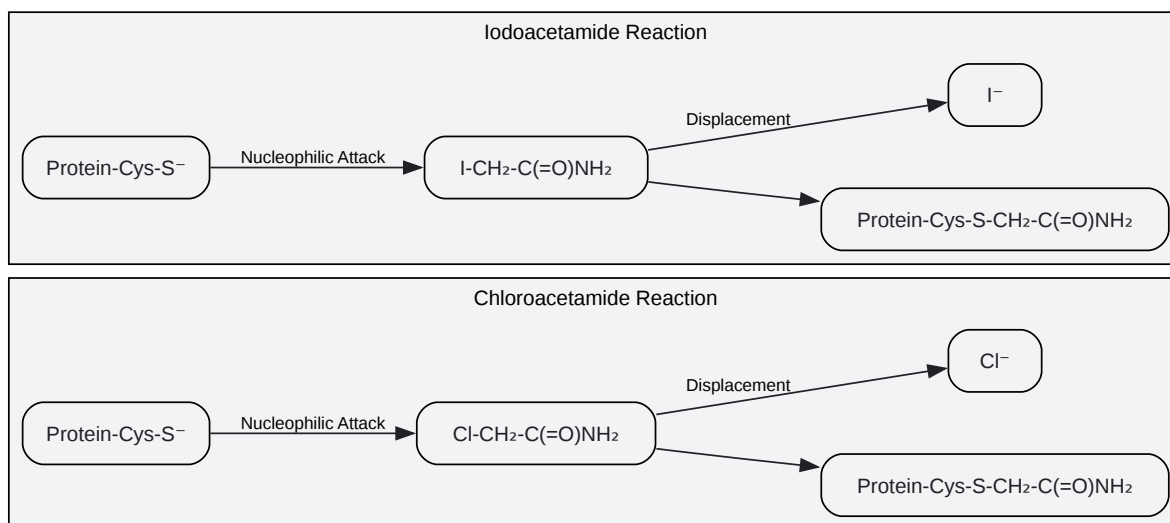 Iodoacetamide Reaction
I⁻
Displacement
Protein-Cys-S⁻
Nucleophilic Attack
I-CH₂-C(=O)NH₂
Protein-Cys-S-CH₂-C(=O)NH₂
Chloroacetamide Reaction
Cl⁻
Displacement
Protein-Cys-S⁻
Nucleophilic Attack
Cl-CH₂-C(=O)NH₂
Protein-Cys-S-CH₂-C(=O)NH₂